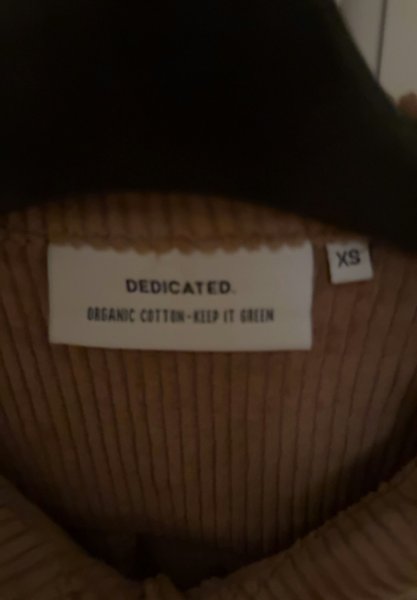 DEDICATED.
ORGANIC COTTON-KEEP IT GREEN
XS